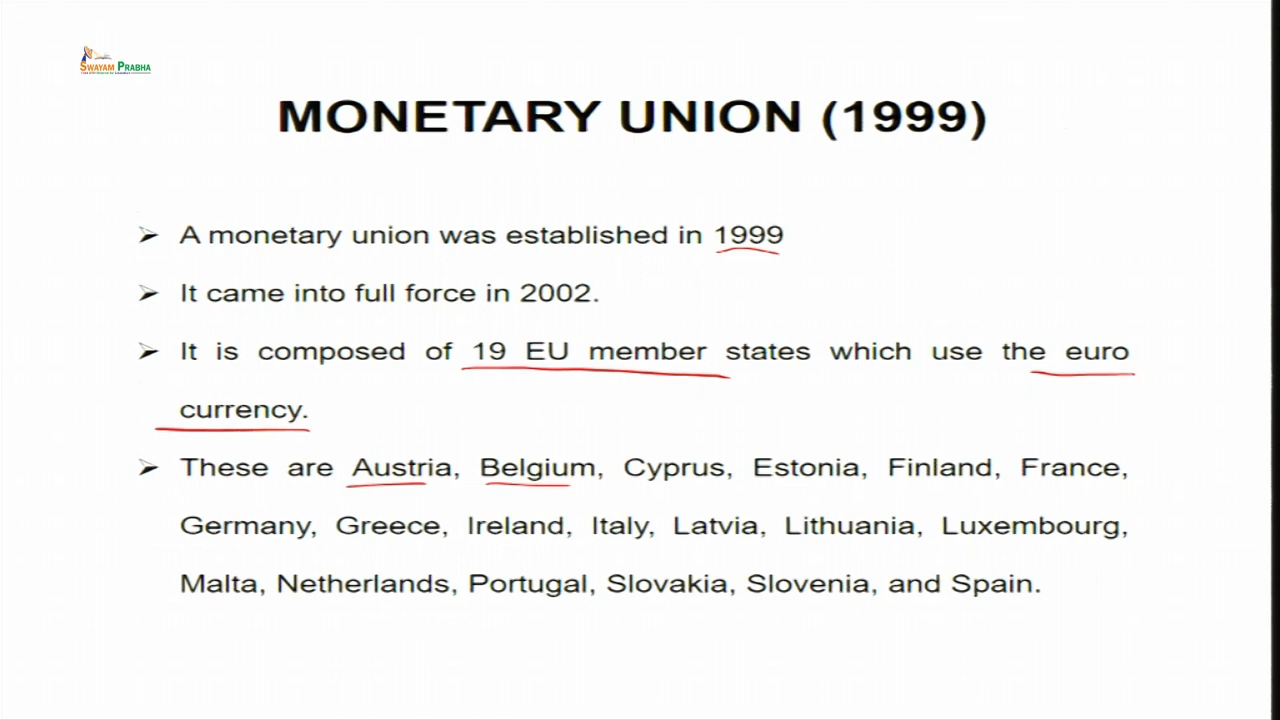 SWAYAM PRABHA
MONETARY UNION (1999)
➢ A monetary union was established in 1999
➢ It came into full force in 2002.
➢ It is composed of 19 EU member states which use the euro
currency.
➢ These are Austria, Belgium, Cyprus, Estonia, Finland, France,
Germany, Greece, Ireland, Italy, Latvia, Lithuania, Luxembourg,
Malta, Netherlands, Portugal, Slovakia, Slovenia, and Spain.